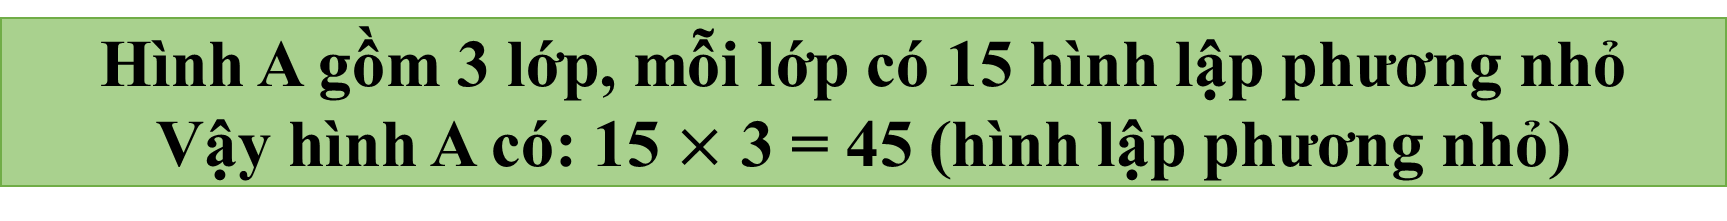 Hình A gồm 3 lớp, mỗi lớp có 15 hình lập phương nhỏ
Vậy hình A có: 15 × 3 = 45 (hình lập phương nhỏ)